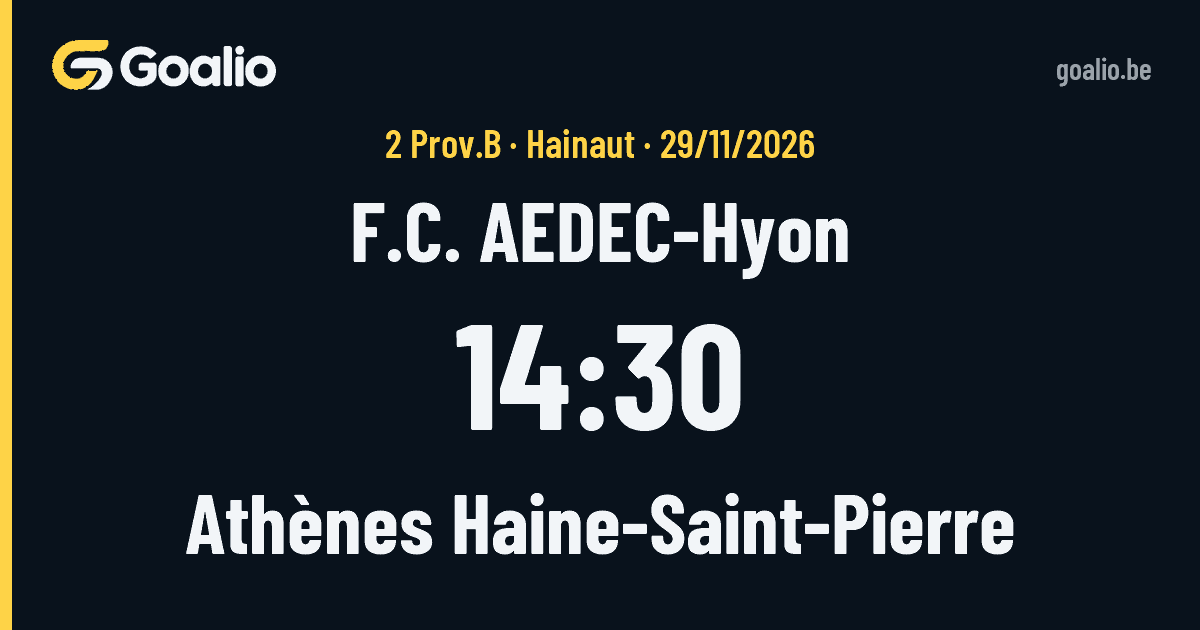 Goalio
goalio.be
2 Prov.B · Hainaut · 29/11/2026
F.C. AEDEC-Hyon
14:30
Athènes Haine-Saint-Pierre